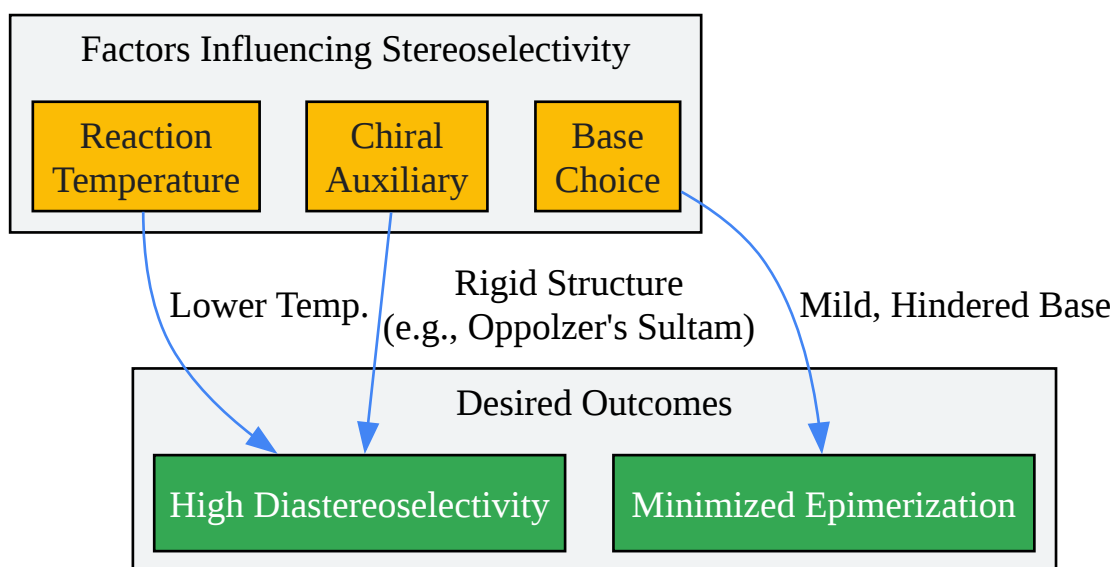 Factors Influencing Stereoselectivity
Reaction
Temperature
Chiral
Auxiliary
Base
Choice
Lower Temp.
Rigid Structure
(e.g., Oppolzer's Sultam)
Mild, Hindered Base
Desired Outcomes
High Diastereoselectivity
Minimized Epimerization